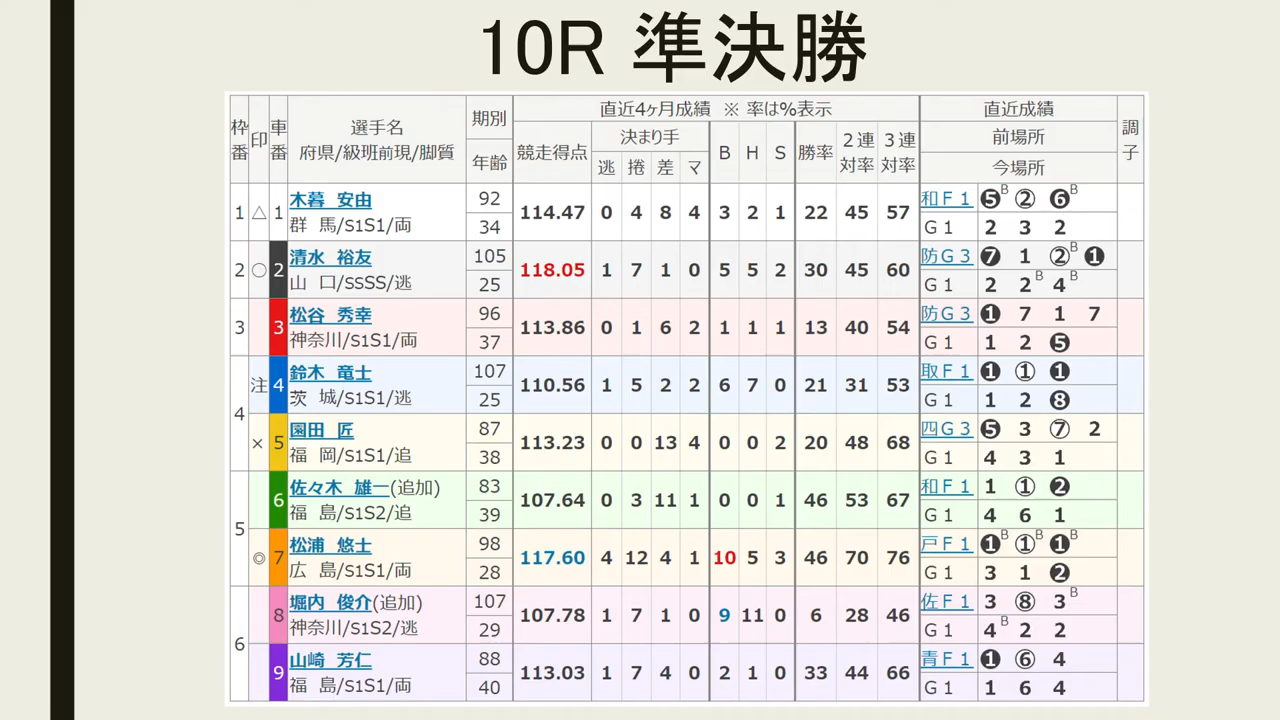 10R 準決勝
枠番 印 車番 選手名 府県/級班前現/脚質 期別 年齢 直近4ヶ月成績 ※ 率は%表示 直近成績 調子
競走得点 決まり手 B H S 勝率 2連対率 3連対率 前場所
逃 捲 差 マ 今場所
1 △ 1 木暮 安由 92 114.47 0 4 8 4 3 2 1 22 45 57 和F1 ❺B ② ❻B
群 馬/S1S1/両 34 G1 2 3 2
2 ○ 2 清水 裕友 105 118.05 1 7 1 0 5 5 2 30 45 60 防G3 ❼ 1 ②B ❶
山 口/SSSS/逃 25 G1 2 2B 4B
3 3 松谷 秀幸 96 113.86 0 1 6 2 1 1 1 13 40 54 防G3 ❶ 7 1 7
神奈川/S1S1/両 37 G1 1 2 ❺
4 注 4 鈴木 竜士 107 110.56 1 5 2 2 6 7 0 21 31 53 取F1 ❶ ① ❶
茨 城/S1S1/逃 25 G1 1 2 ❽
× 5 園田 匠 87 113.23 0 0 13 4 0 0 2 20 48 68 四G3 ❺ 3 ⑦ 2
福 岡/S1S1/追 38 G1 4 3 1
5 6 佐々木 雄一(追加) 83 107.64 0 3 11 1 0 0 1 46 53 67 和F1 1 ① ❷
福 島/S1S2/追 39 G1 4 6 1
◎ 7 松浦 悠士 98 117.60 4 12 4 1 10 5 3 46 70 76 戸F1 ❶B ①B ❶B
広 島/S1S1/両 28 G1 3 1 ❷
6 8 堀内 俊介(追加) 107 107.78 1 7 1 0 9 11 0 6 28 46 佐F1 3 ⑧ 3B
神奈川/S1S2/逃 29 G1 4B 2 2
9 山崎 芳仁 88 113.03 1 7 4 0 2 1 0 33 44 66 青F1 ❶ ⑥ 4
福 島/S1S1/両 40 G1 1 6 4